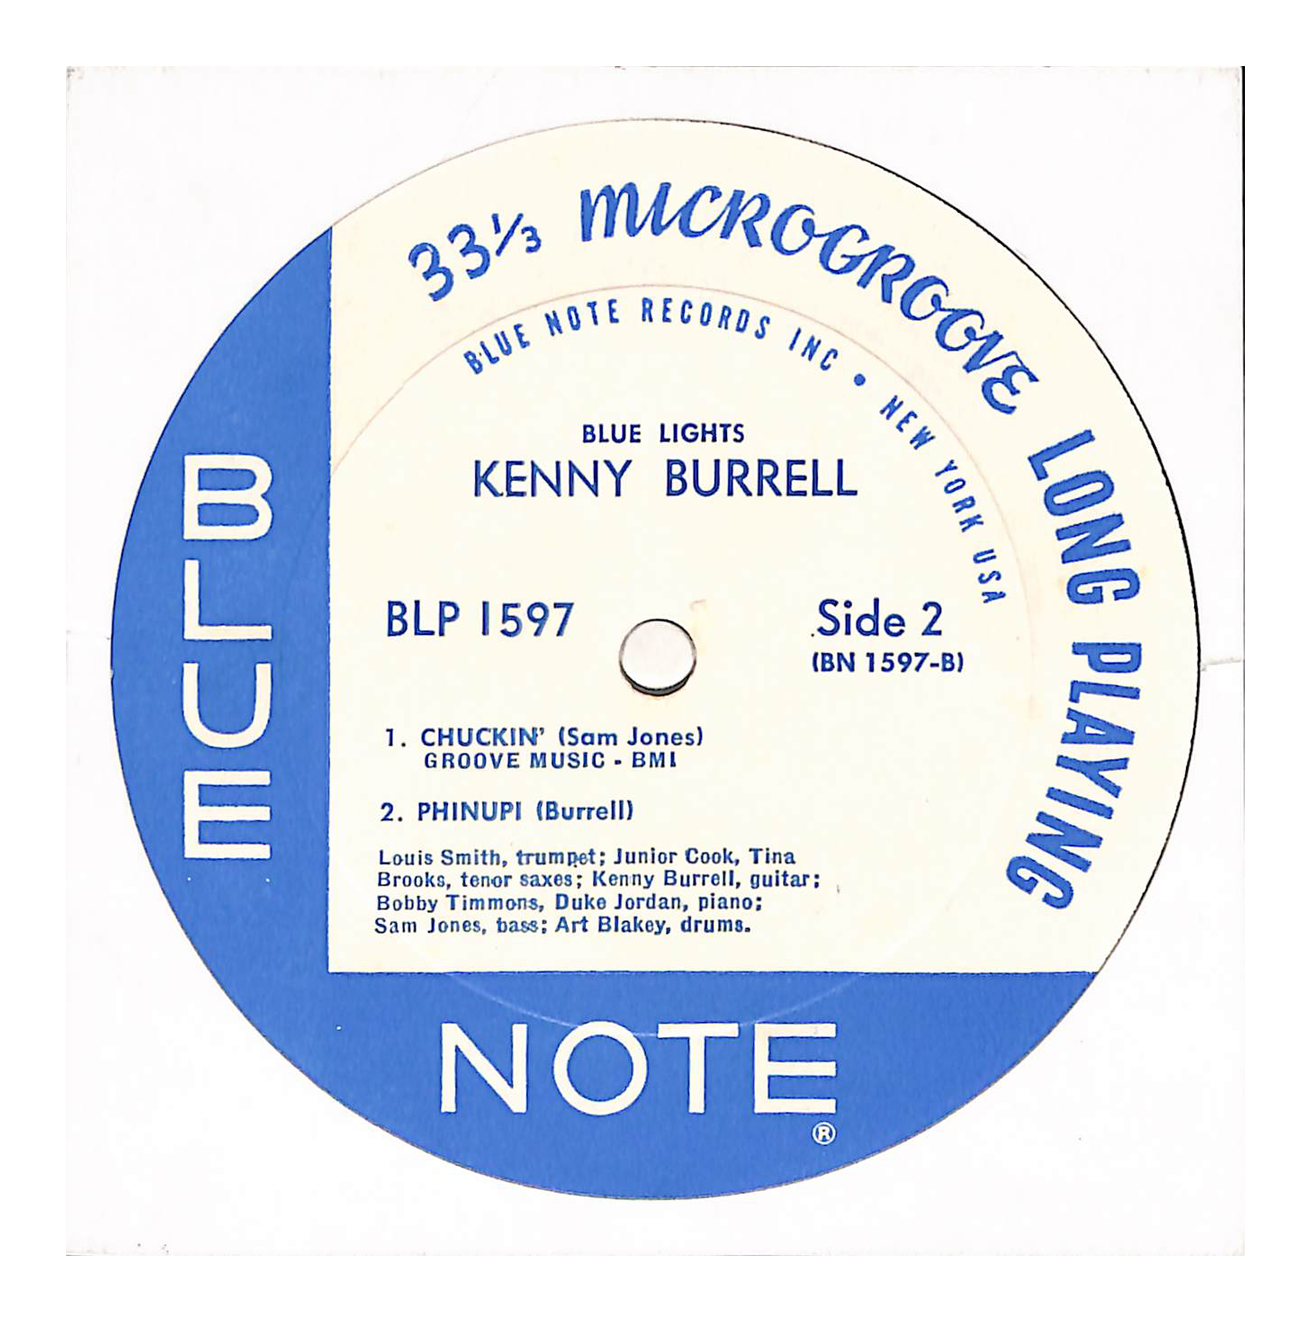 33⅓ MICROGROOVE LONG PLAYING
BLUE NOTE RECORDS INC • NEW YORK USA
BLUE LIGHTS
KENNY BURRELL
BLP 1597
Side 2
(BN 1597-B)
1. CHUCKIN' (Sam Jones)
GROOVE MUSIC - BMI
2. PHINUPI (Burrell)
Louis Smith, trumpet; Junior Cook, Tina
Brooks, tenor saxes; Kenny Burrell, guitar;
Bobby Timmons, Duke Jordan, piano;
Sam Jones, bass; Art Blakey, drums.
BLUE
NOTE
®